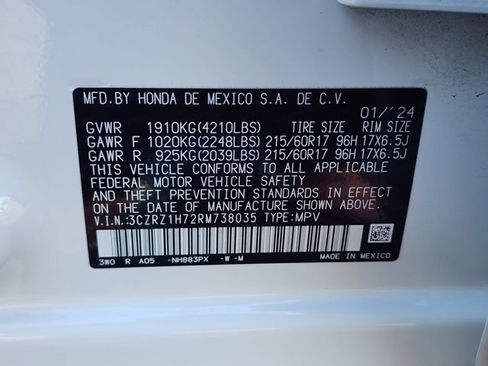 MFD.BY HONDA DE MEXICO S.A. DE C.V.
01/'24
GVWR 1910KG(4210LBS) TIRE SIZE RIM SIZE
GAWR F 1020KG(2248LBS) 215/60R17 96H 17X6.5J
GAWR R 925KG(2039LBS) 215/60R17 96H 17X6.5J
THIS VEHICLE CONFORMS TO ALL APPLICABLE
FEDERAL MOTOR VEHICLE SAFETY
AND THEFT PREVENTION STANDARDS IN EFFECT
ON THE DATE OF MANUFACTURE SHOWN ABOVE.
V.I.N.:3CZRZ1H72RM738035 TYPE:MPV
3W0 R A05 -NH883PX -W-M MADE IN MEXICO